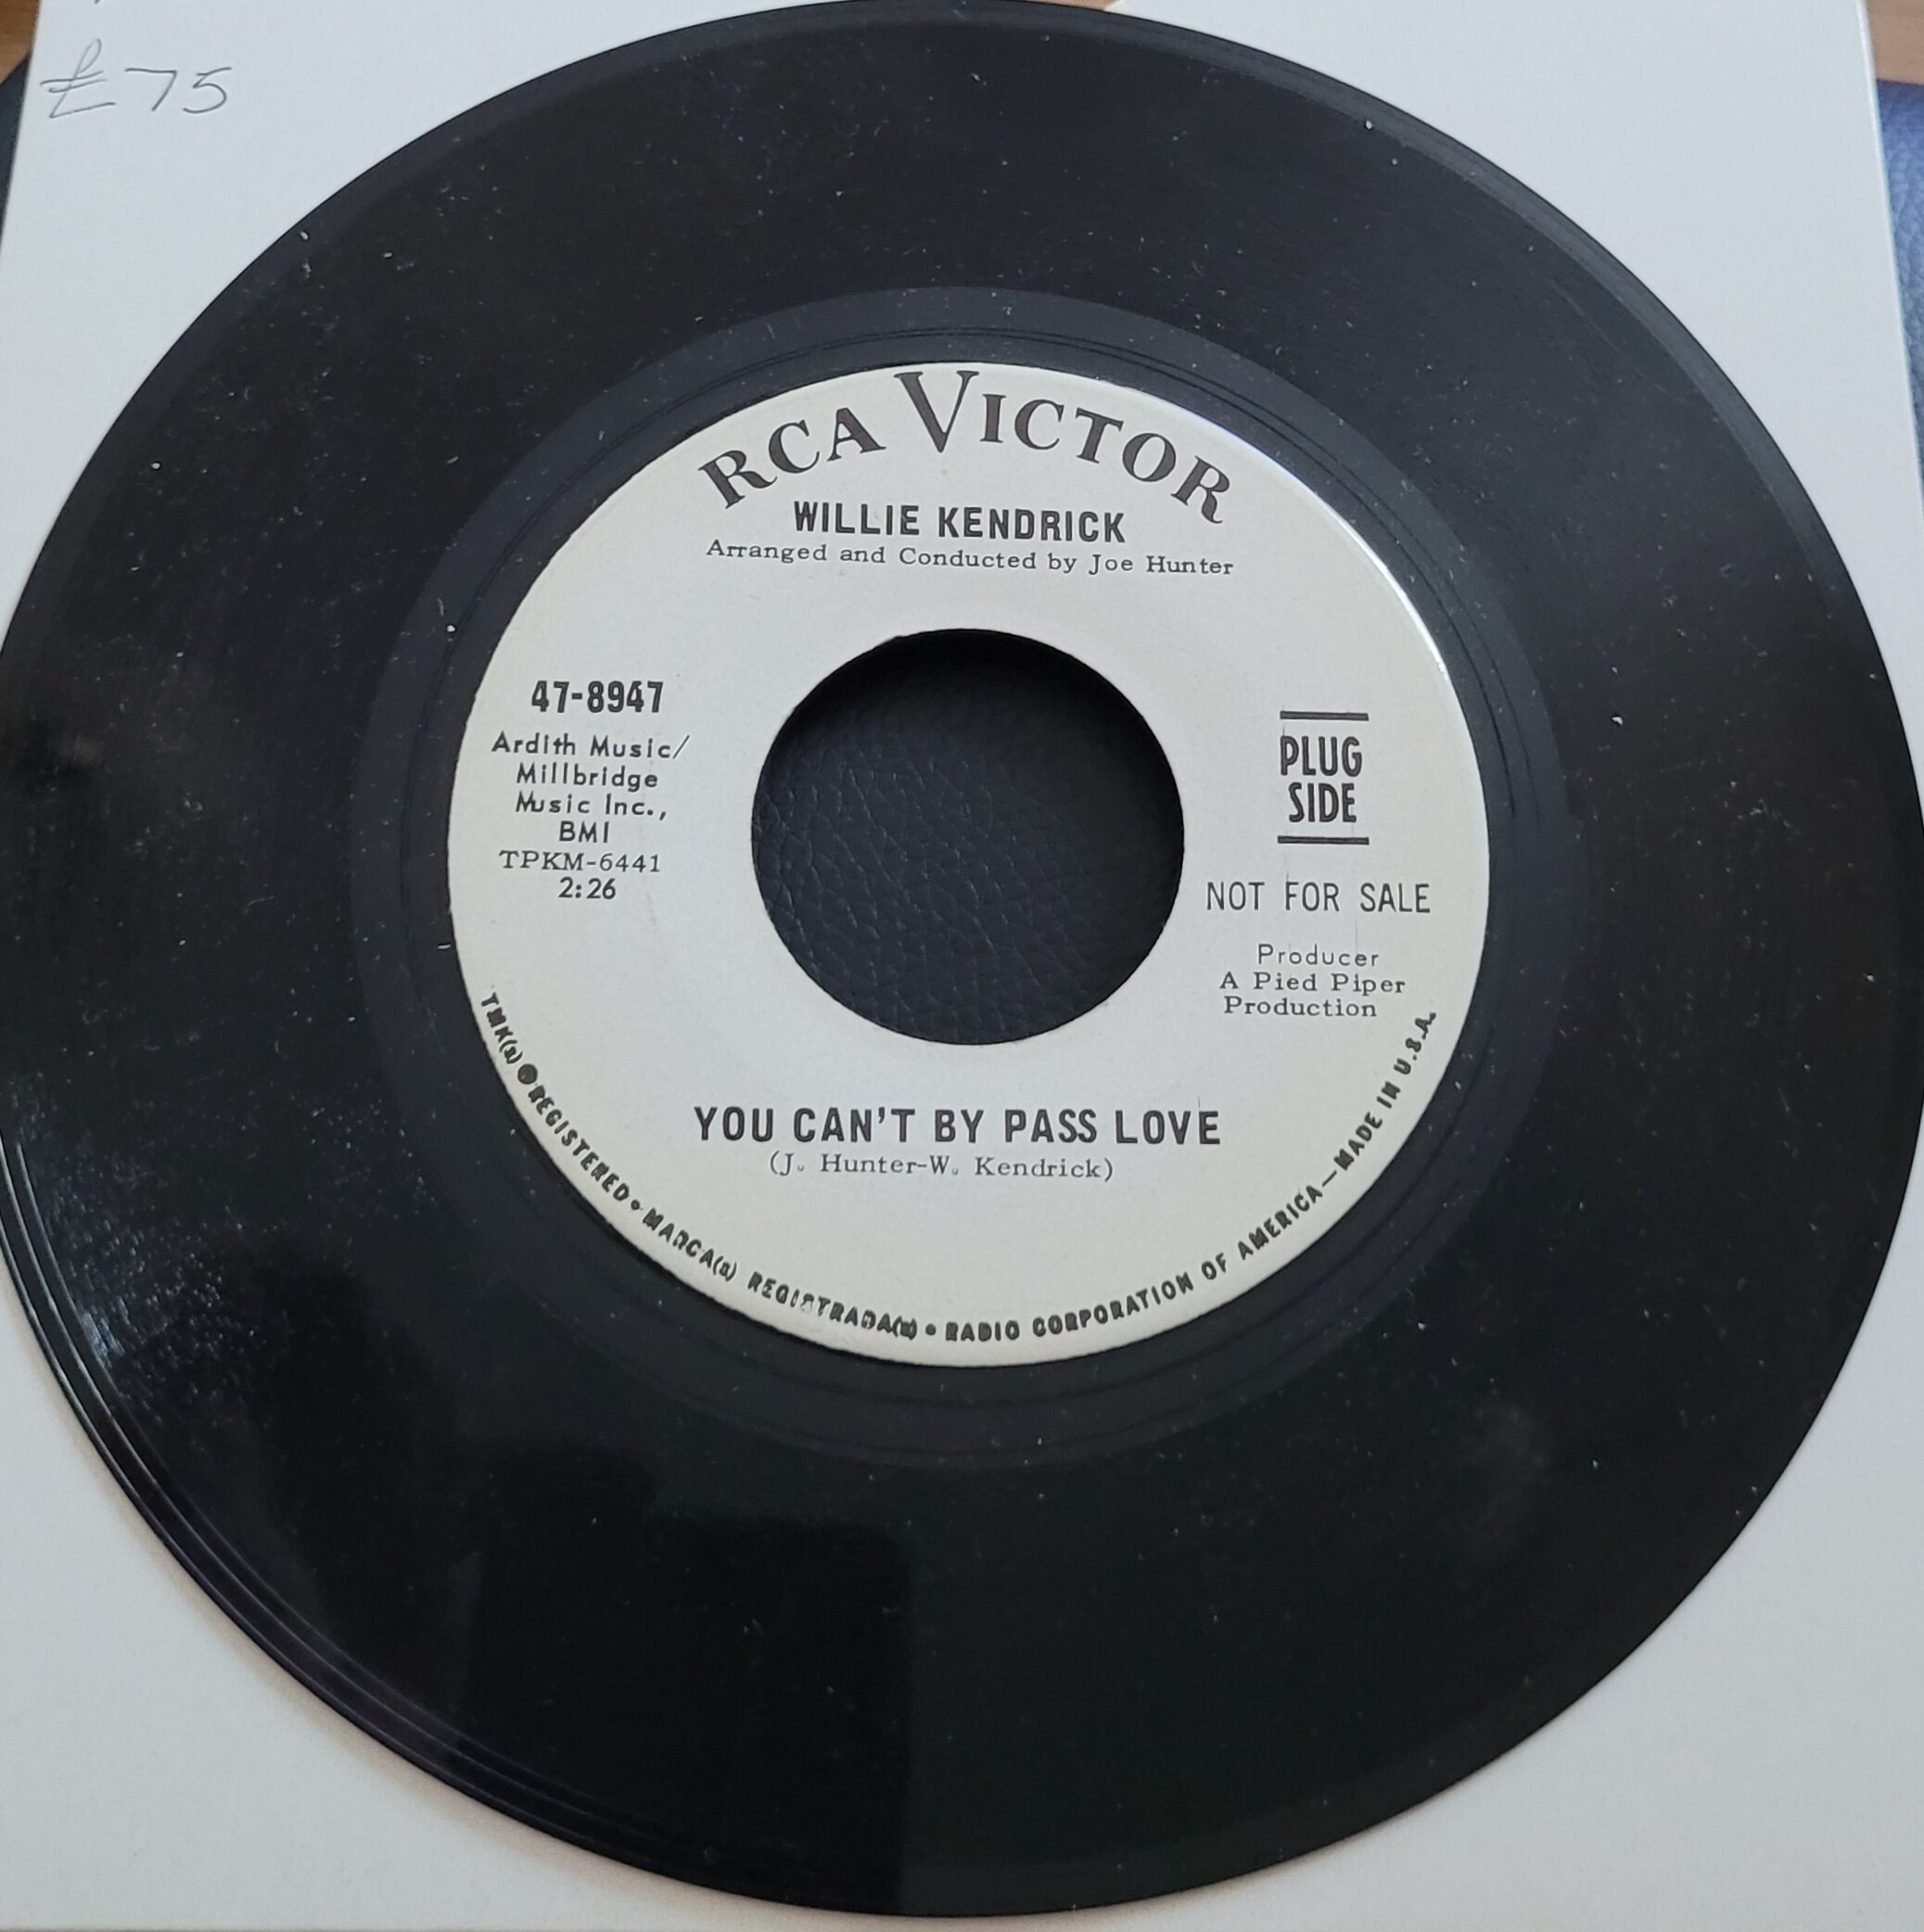 £75
RCA VICTOR
WILLIE KENDRICK
Arranged and Conducted by Joe Hunter
47-8947
Ardith Music/
Millbridge
Music Inc.,
BMI
TPKM-6441
2:26
PLUG
SIDE
NOT FOR SALE
Producer
A Pied Piper
Production
YOU CAN'T BY PASS LOVE
(J. Hunter-W. Kendrick)
TMK(s) ® REGISTERED • MARCA(s) REGISTRADA(s) • RADIO CORPORATION OF AMERICA—MADE IN U.S.A.